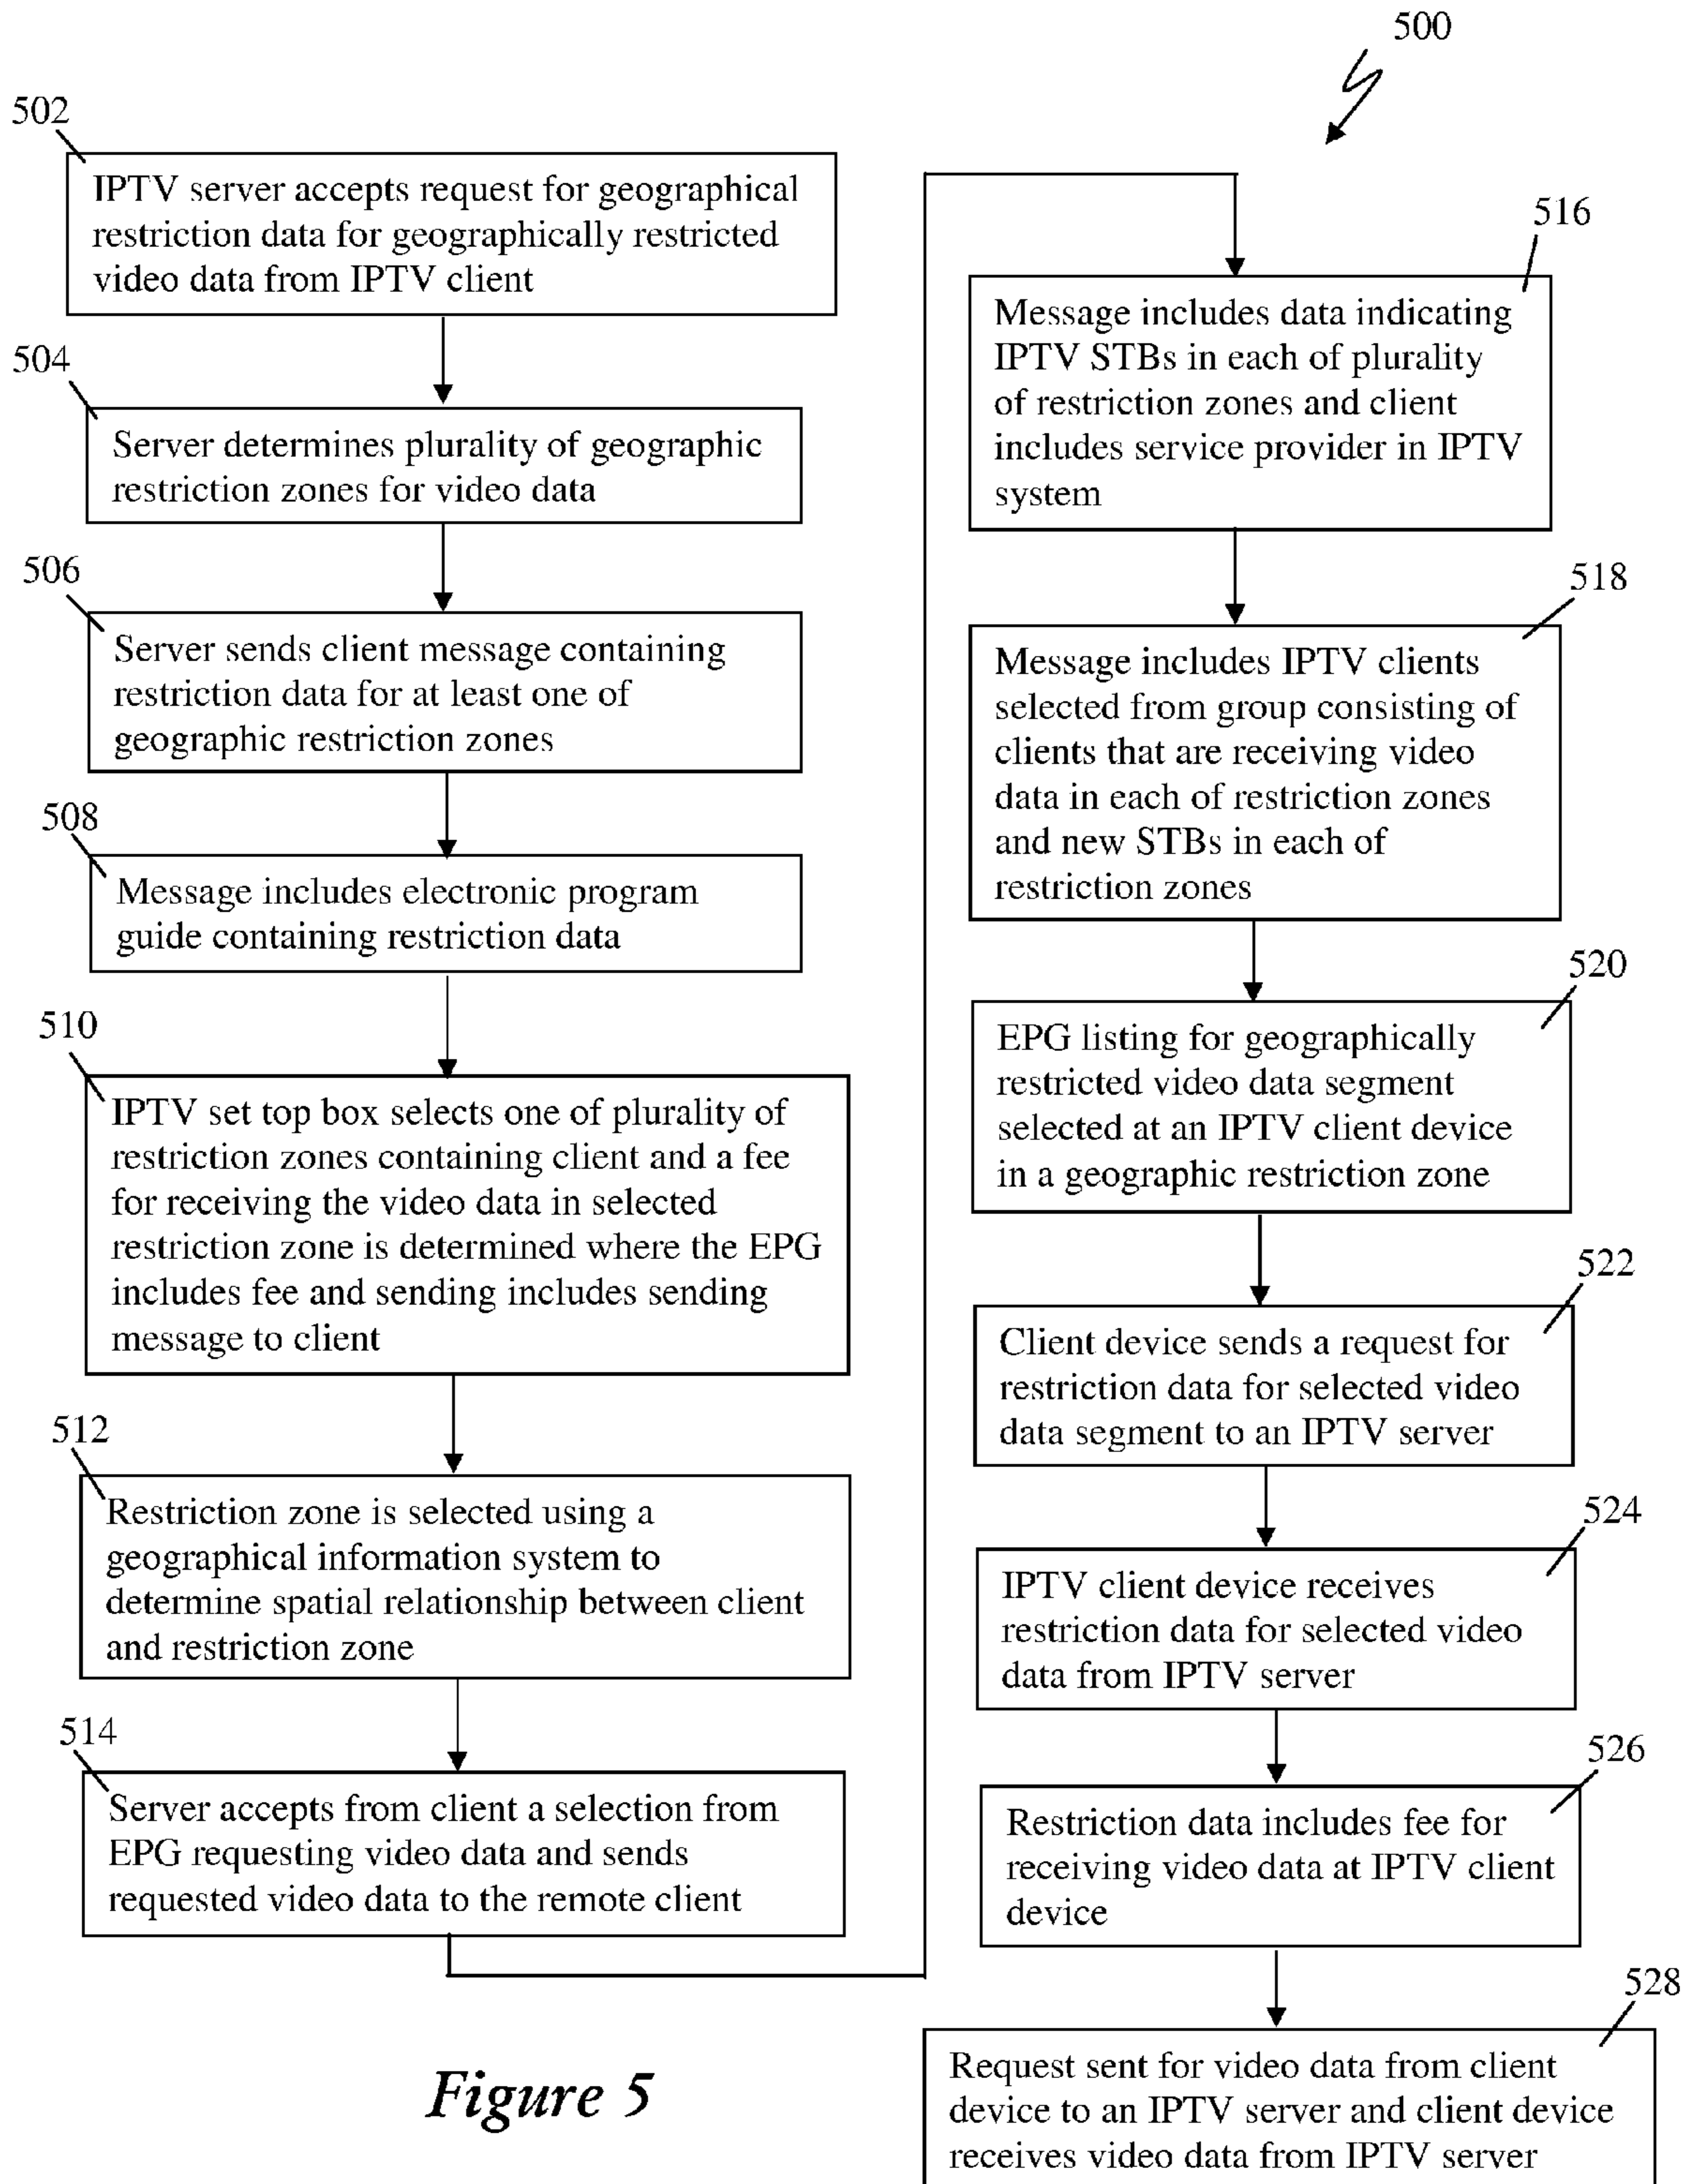 500
502
IPTV server accepts request for geographical
restriction data for geographically restricted
video data from IPTV client
504
Server determines plurality of geographic
restriction zones for video data
506
Server sends client message containing
restriction data for at least one of
geographic restriction zones
508
Message includes electronic program
guide containing restriction data
510
IPTV set top box selects one of plurality of
restriction zones containing client and a fee
for receiving the video data in selected
restriction zone is determined where the EPG
includes fee and sending includes sending
message to client
512
Restriction zone is selected using a
geographical information system to
determine spatial relationship between client
and restriction zone
514
Server accepts from client a selection from
EPG requesting video data and sends
requested video data to the remote client
516
Message includes data indicating
IPTV STBs in each of plurality
of restriction zones and client
includes service provider in IPTV
system
518
Message includes IPTV clients
selected from group consisting of
clients that are receiving video
data in each of restriction zones
and new STBs in each of
restriction zones
520
EPG listing for geographically
restricted video data segment
selected at an IPTV client device
in a geographic restriction zone
522
Client device sends a request for
restriction data for selected video
data segment to an IPTV server
524
IPTV client device receives
restriction data for selected video
data from IPTV server
526
Restriction data includes fee for
receiving video data at IPTV client
device
528
Request sent for video data from client
device to an IPTV server and client device
receives video data from IPTV server
Figure 5